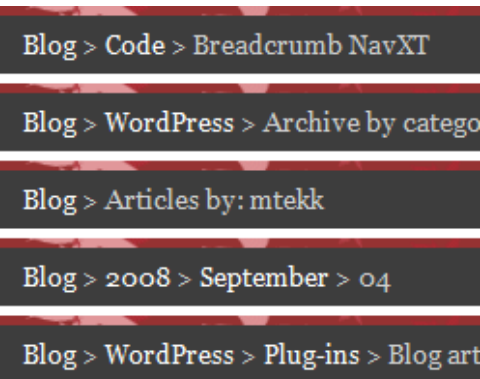 Blog > Code > Breadcrumb NavXT
Blog > WordPress > Archive by catego
Blog > Articles by: mtekk
Blog > 2008 > September > 04
Blog > WordPress > Plug-ins > Blog art